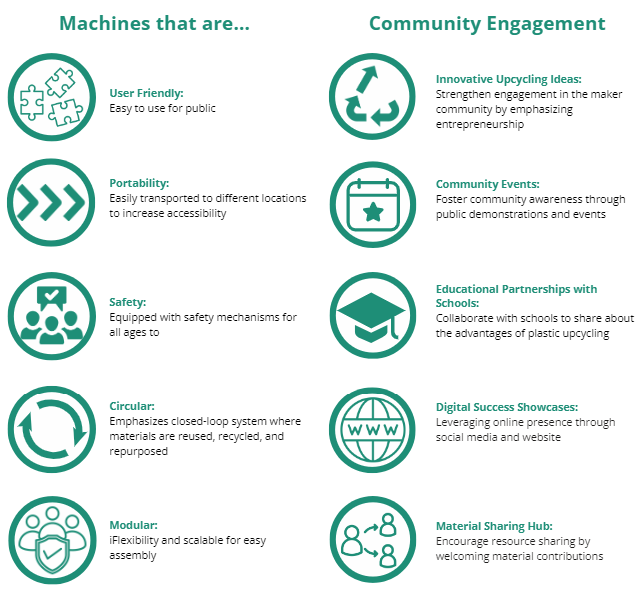 Machines that are...
User Friendly:
Easy to use for public
Portability:
Easily transported to different locations
to increase accessibility
Safety:
Equipped with safety mechanisms for
all ages to
Circular:
Emphasizes closed-loop system where
materials are reused, recycled, and
repurposed
Modular:
iFlexibility and scalable for easy
assembly
Community Engagement
Innovative Upcycling Ideas:
Strengthen engagement in the maker
community by emphasizing
entrepreneurship
Community Events:
Foster community awareness through
public demonstrations and events
Educational Partnerships with
Schools:
Collaborate with schools to share about
the advantages of plastic upcycling
WWW
Digital Success Showcases:
Leveraging online presence through
social media and website
Material Sharing Hub:
Encourage resource sharing by
welcoming material contributions